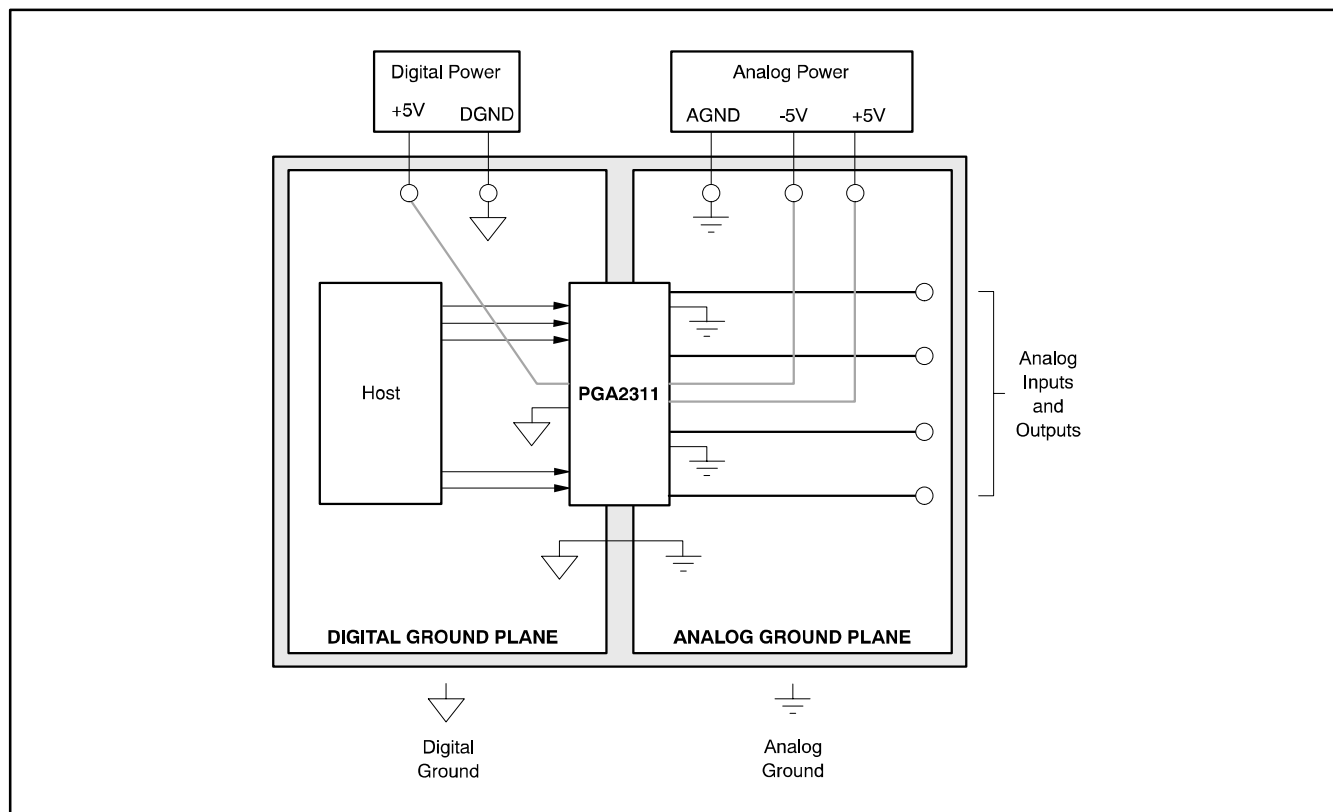 Digital Power
+5V DGND
Analog Power
AGND -5V +5V
Host
PGA2311
Analog
Inputs
and
Outputs
DIGITAL GROUND PLANE
ANALOG GROUND PLANE
Digital
Ground
Analog
Ground